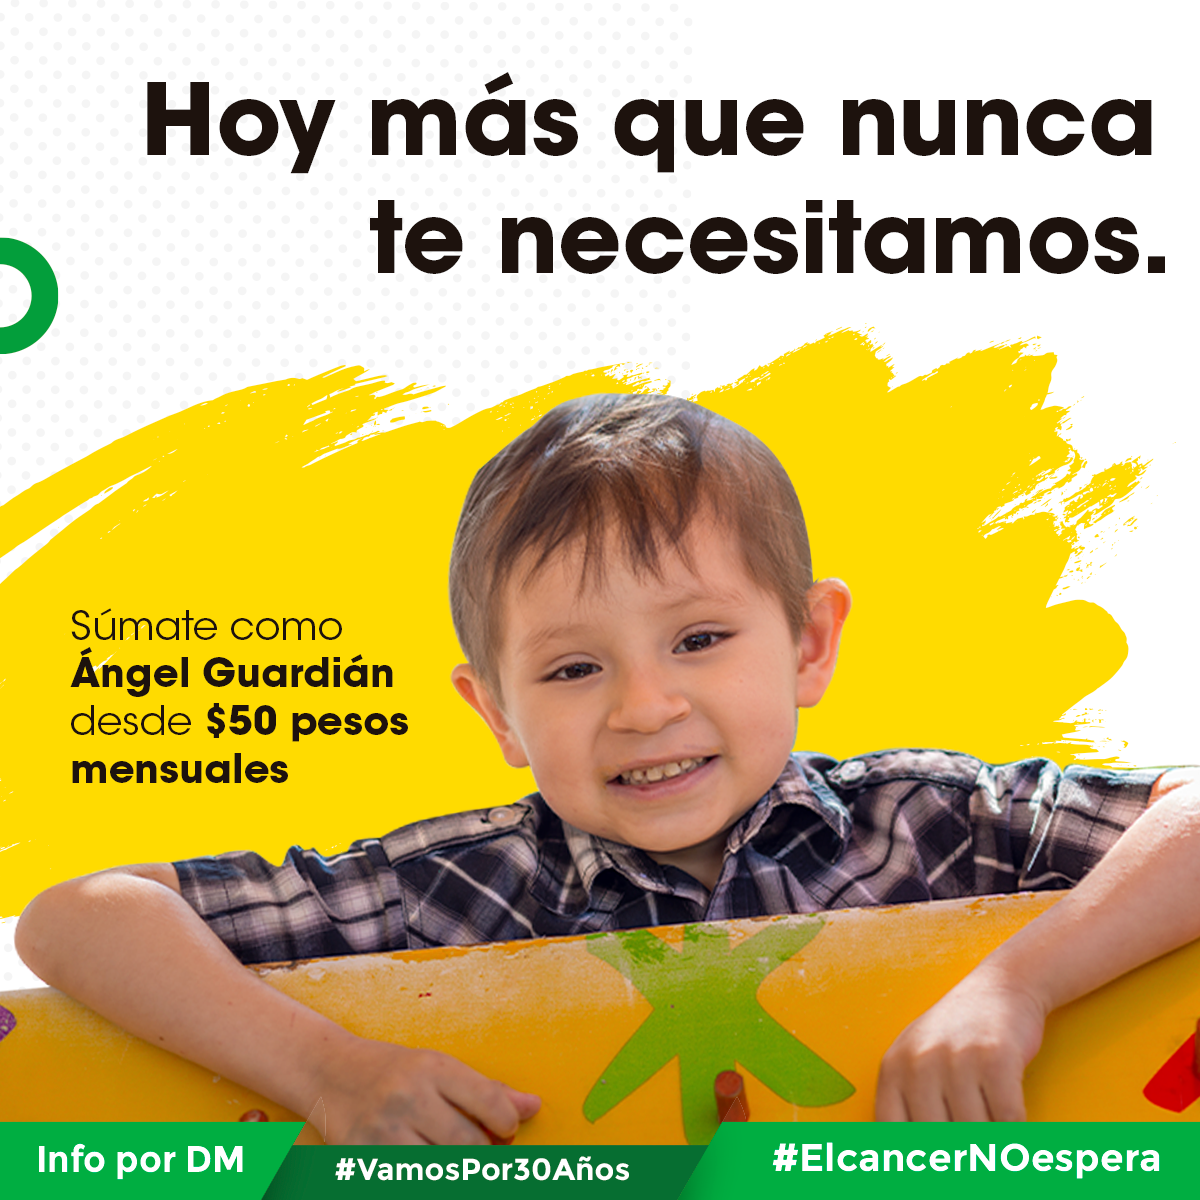 Hoy más que nunca
te necesitamos.
Súmate como
Ángel Guardián
desde $50 pesos
mensuales
Info por DM
#VamosPor30Años
#ElcancerNOespera